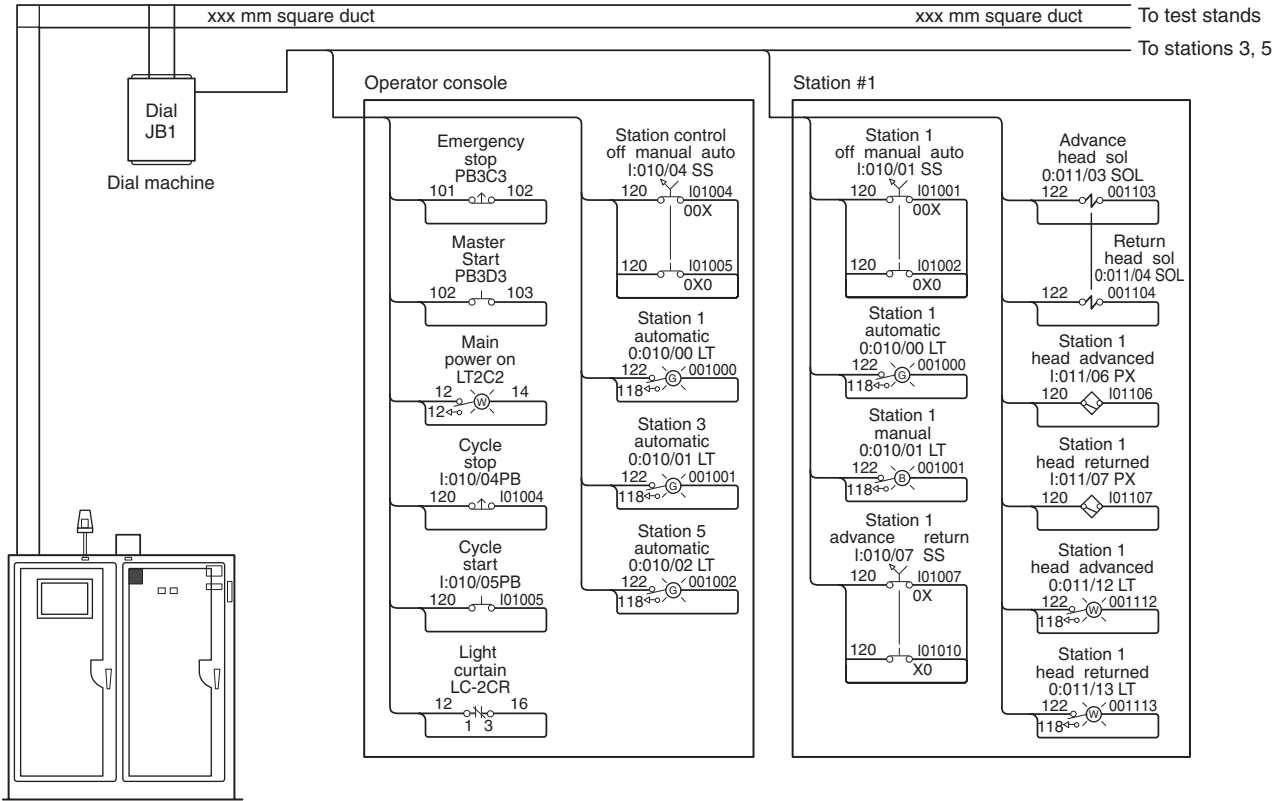 xxx mm square duct
xxx mm square duct
To test stands
To stations 3, 5
Dial
JB1
Dial machine
Operator console
Emergency
stop
PB3C3
101 102
Master
Start
PB3D3
102 103
Main
power on
LT2C2
12 W 14
12
Cycle
stop
I:010/04PB
120 I01004
Cycle
start
I:010/05PB
120 I01005
Light
curtain
LC-2CR
12 16
1 3
Station control
off manual auto
I:010/04 SS
120 I01004
00X
120 I01005
0X0
Station 1
automatic
0:010/00 LT
122 G 001000
118
Station 3
automatic
0:010/01 LT
122 G 001001
118
Station 5
automatic
0:010/02 LT
122 G 001002
118
Station #1
Station 1
off manual auto
I:010/01 SS
120 I01001
00X
120 I01002
0X0
Station 1
automatic
0:010/00 LT
122 G 001000
118
Station 1
manual
0:010/01 LT
122 B 001001
118
Station 1
advance return
I:010/07 SS
120 I01007
0X
120 I01010
X0
Advance
head sol
0:011/03 SOL
122 001103
Return
head sol
0:011/04 SOL
122 001104
Station 1
head advanced
I:011/06 PX
120 I01106
Station 1
head returned
I:011/07 PX
120 I01107
Station 1
head advanced
0:011/12 LT
122 W 001112
118
Station 1
head returned
0:011/13 LT
122 W 001113
118